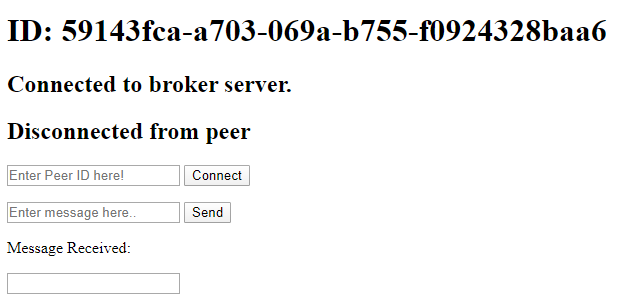 ID: 59143fca-a703-069a-b755-f0924328baa6
Connected to broker server.
Disconnected from peer
Enter Peer ID here! Connect
Enter message here.. Send
Message Received: